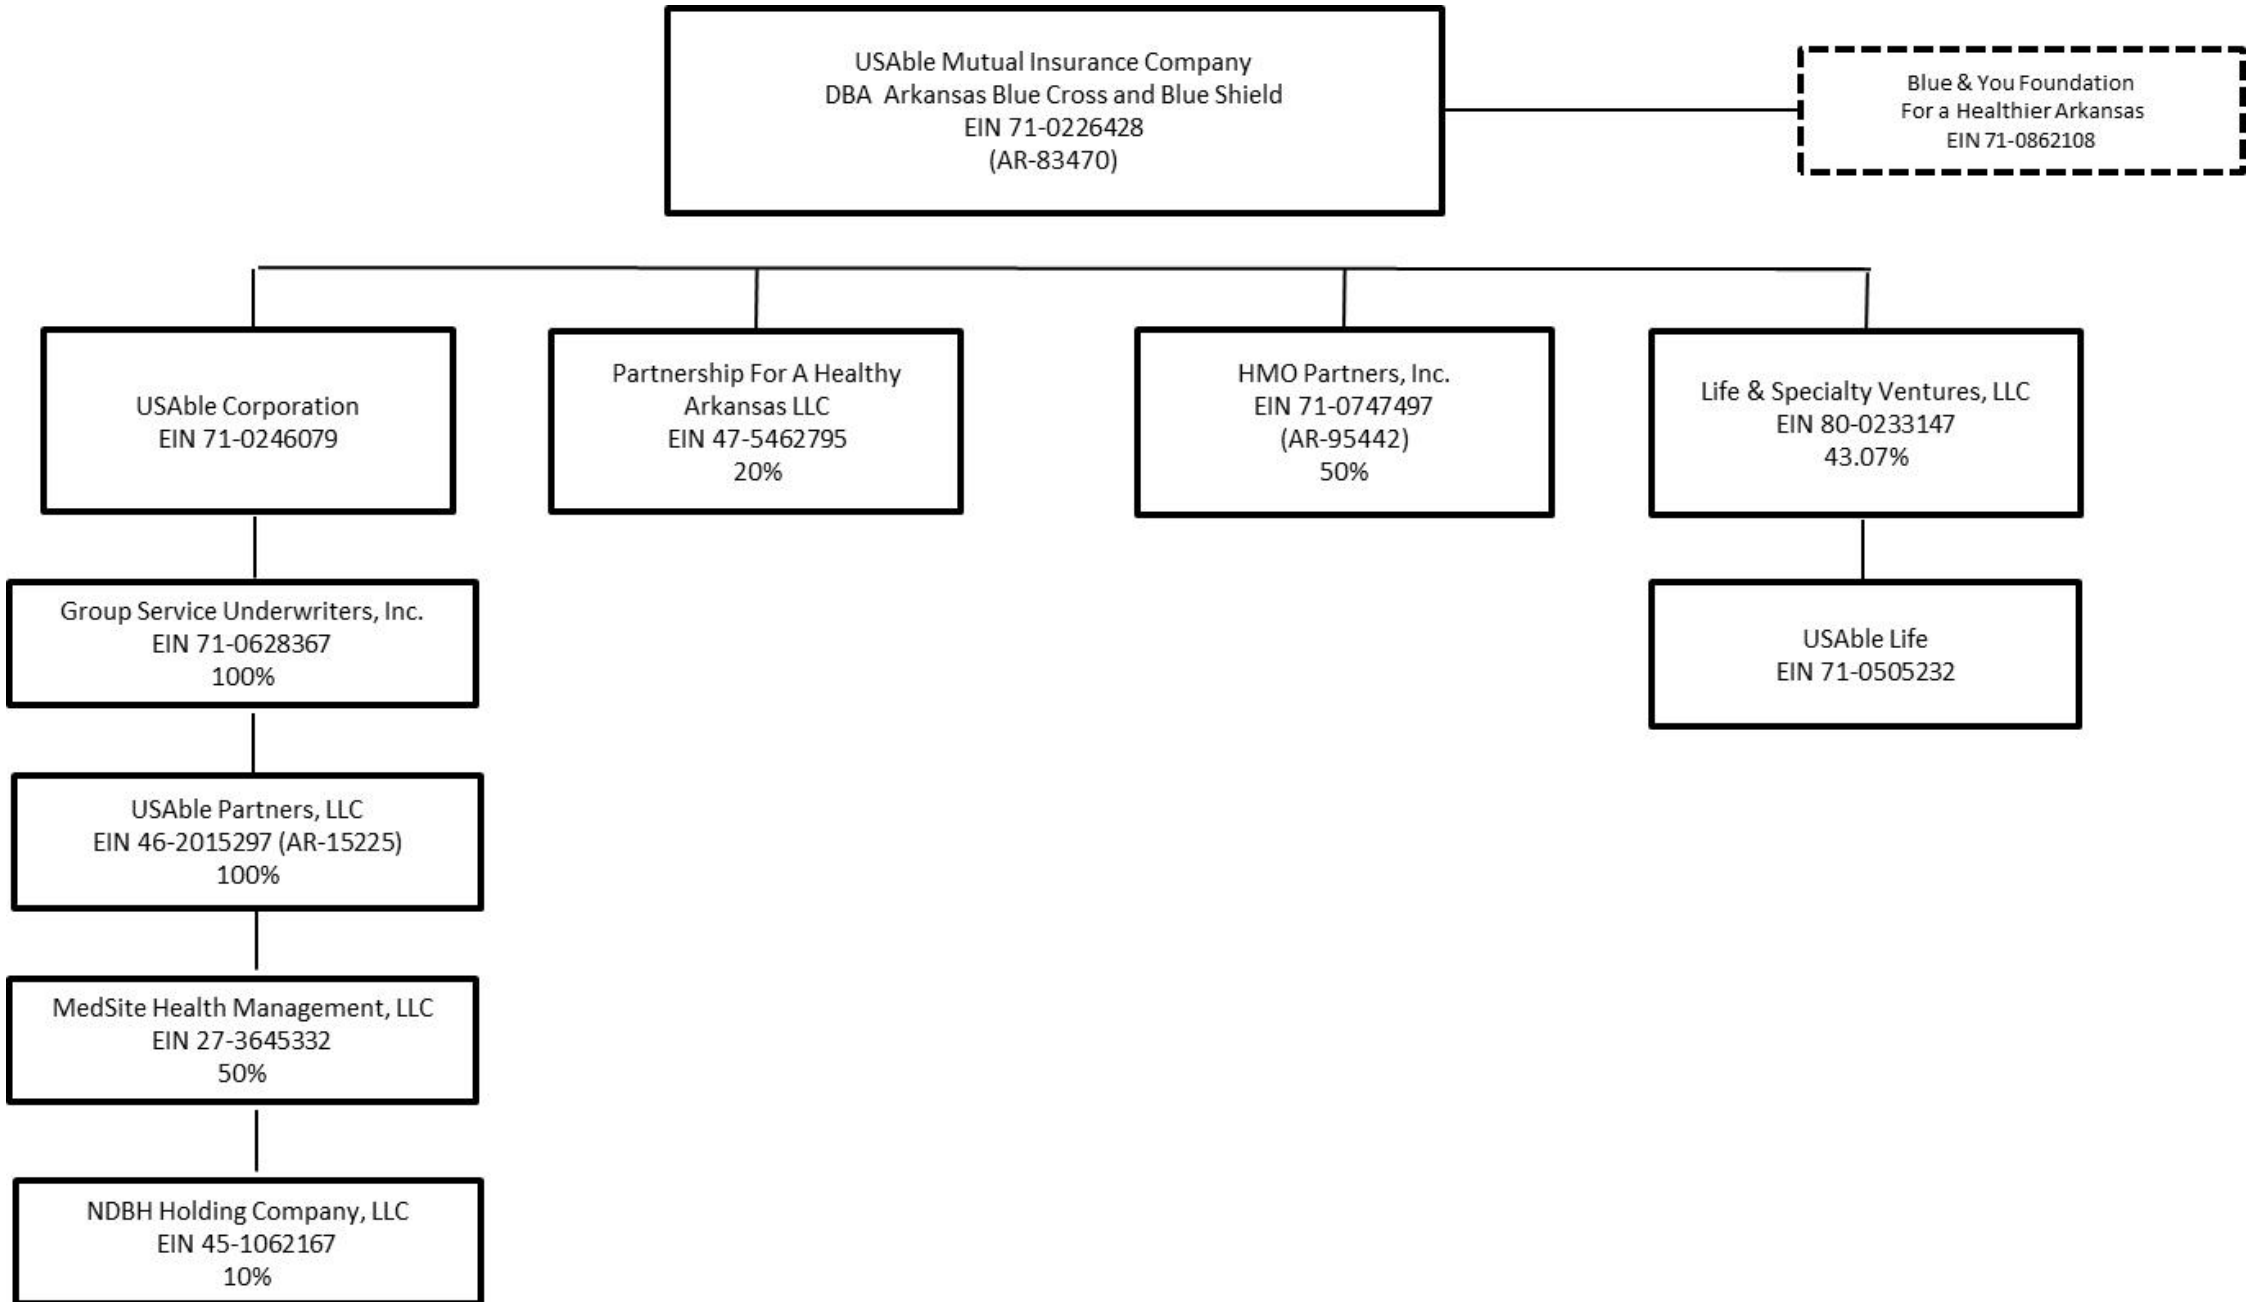 USAble Mutual Insurance Company
DBA Arkansas Blue Cross and Blue Shield
EIN 71-0226428
(AR-83470)
Blue & You Foundation
For a Healthier Arkansas
EIN 71-0862108
USAble Corporation
EIN 71-0246079
Partnership For A Healthy
Arkansas LLC
EIN 47-5462795
20%
HMO Partners, Inc.
EIN 71-0747497
(AR-95442)
50%
Life & Specialty Ventures, LLC
EIN 80-0233147
43.07%
Group Service Underwriters, Inc.
EIN 71-0628367
100%
USAble Life
EIN 71-0505232
USAble Partners, LLC
EIN 46-2015297 (AR-15225)
100%
MedSite Health Management, LLC
EIN 27-3645332
50%
NDBH Holding Company, LLC
EIN 45-1062167
10%